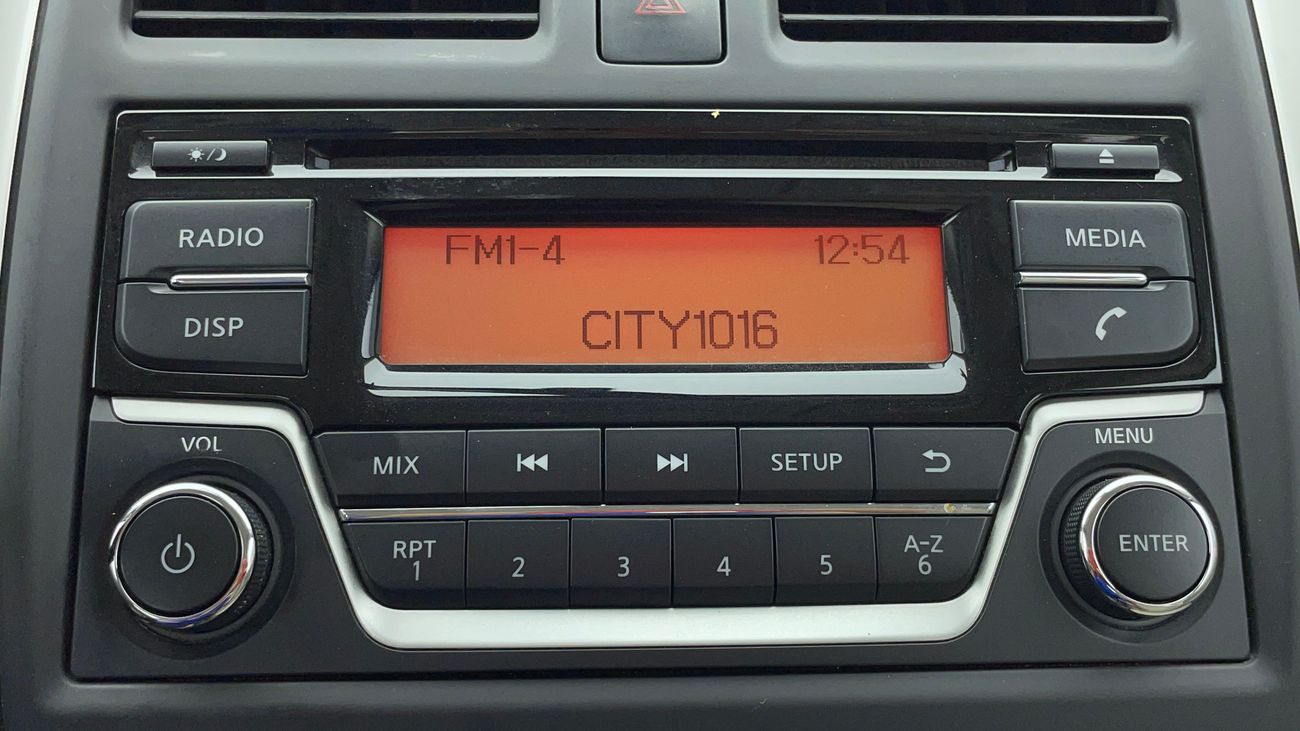 RADIO
MEDIA
FM1-4 12:54
DISP
CITY1016
VOL
MENU
MIX
SETUP
ENTER
RPT
1
2
3
4
5
A-Z
6